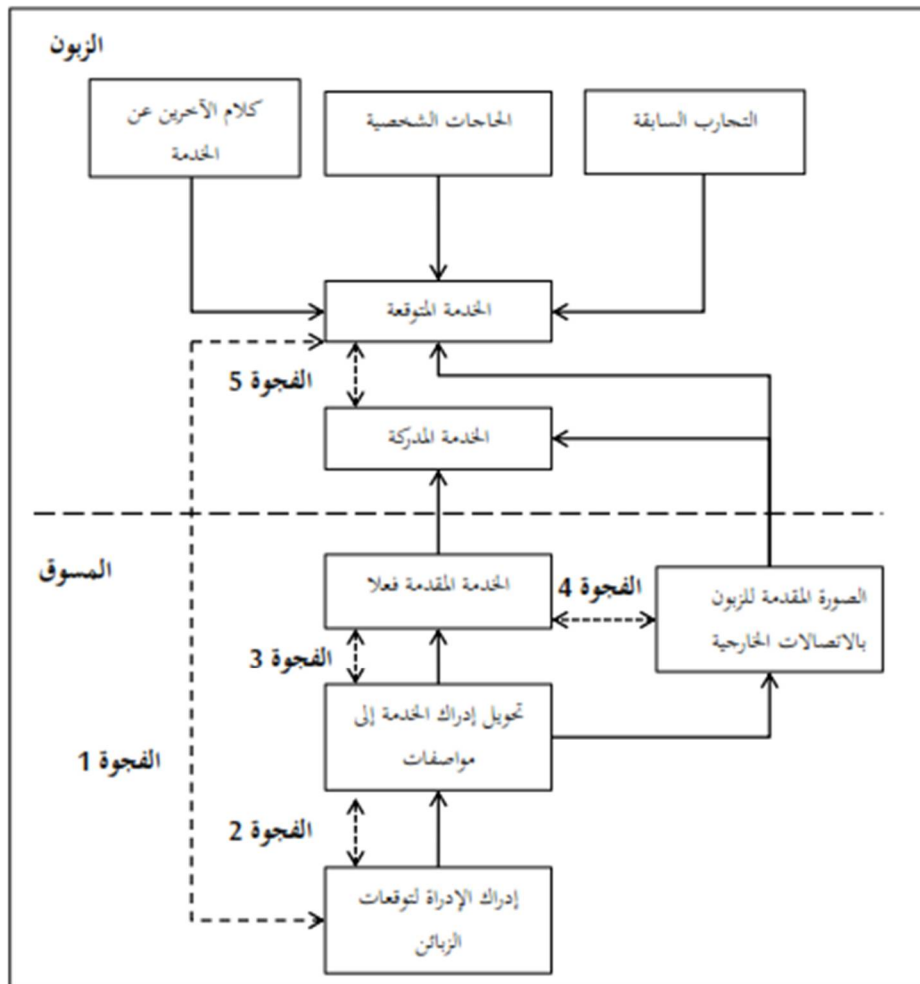 الزبون
التجارب السابقة
الحاجات الشخصية
كلام الآخرين عن
الخدمة
الخدمة المتوقعة
الفجوة 5
الخدمة المدركة
المسوق
الخدمة المقدمة فعلا
الفجوة 4
الصورة المقدمة للزبون
بالاتصالات الخارجية
الفجوة 3
تحويل إدراك الخدمة إلى
مواصفات
الفجوة 1
الفجوة 2
إدراك الإدراة لتوقعات
الزبائن